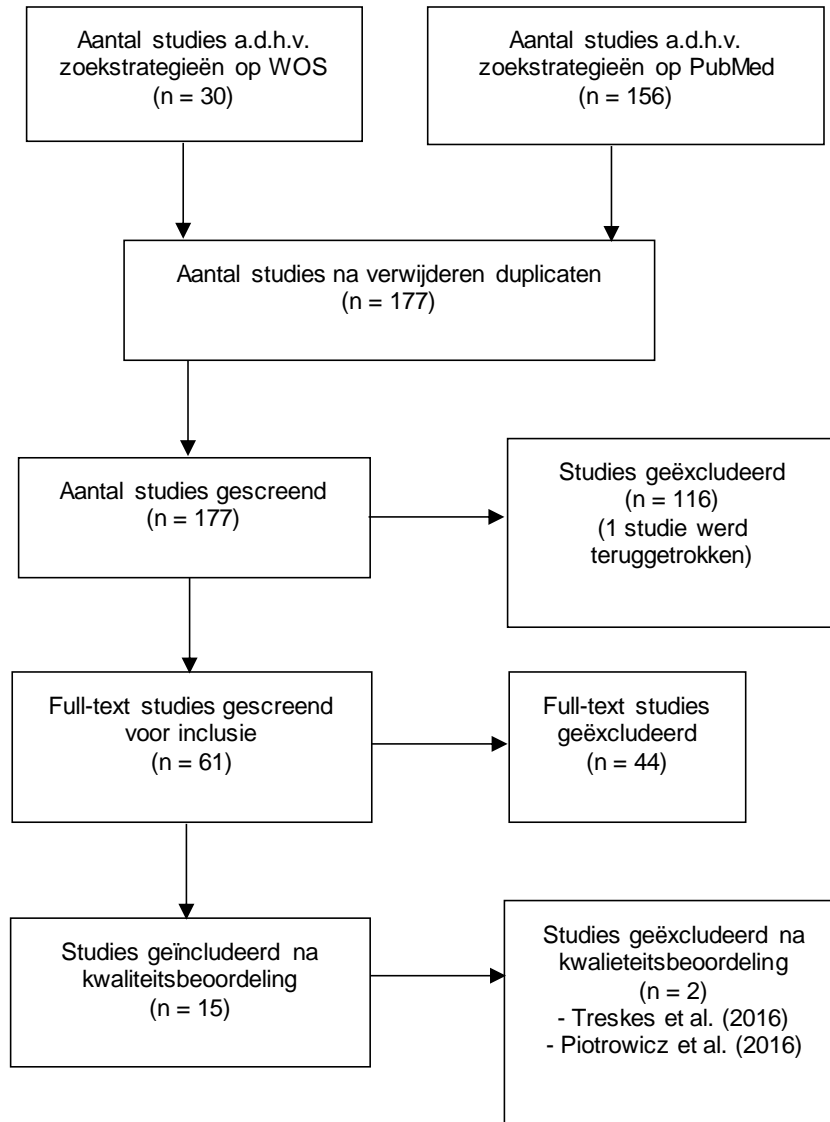 Aantal studies a.d.h.v.
zoekstrategieën op WOS
(n = 30)
Aantal studies a.d.h.v.
zoekstrategieën op PubMed
(n = 156)
Aantal studies na verwijderen duplicaten
(n = 177)
Aantal studies gescreend
(n = 177)
Studies geëxcludeerd
(n = 116)
(1 studie werd
teruggetrokken)
Full-text studies gescreend
voor inclusie
(n = 61)
Full-text studies
geëxcludeerd
(n = 44)
Studies geïncludeerd na
kwaliteitsbeoordeling
(n = 15)
Studies geëxcludeerd na
kwalieteitsbeoordeling
(n = 2)
- Treskes et al. (2016)
- Piotrowicz et al. (2016)